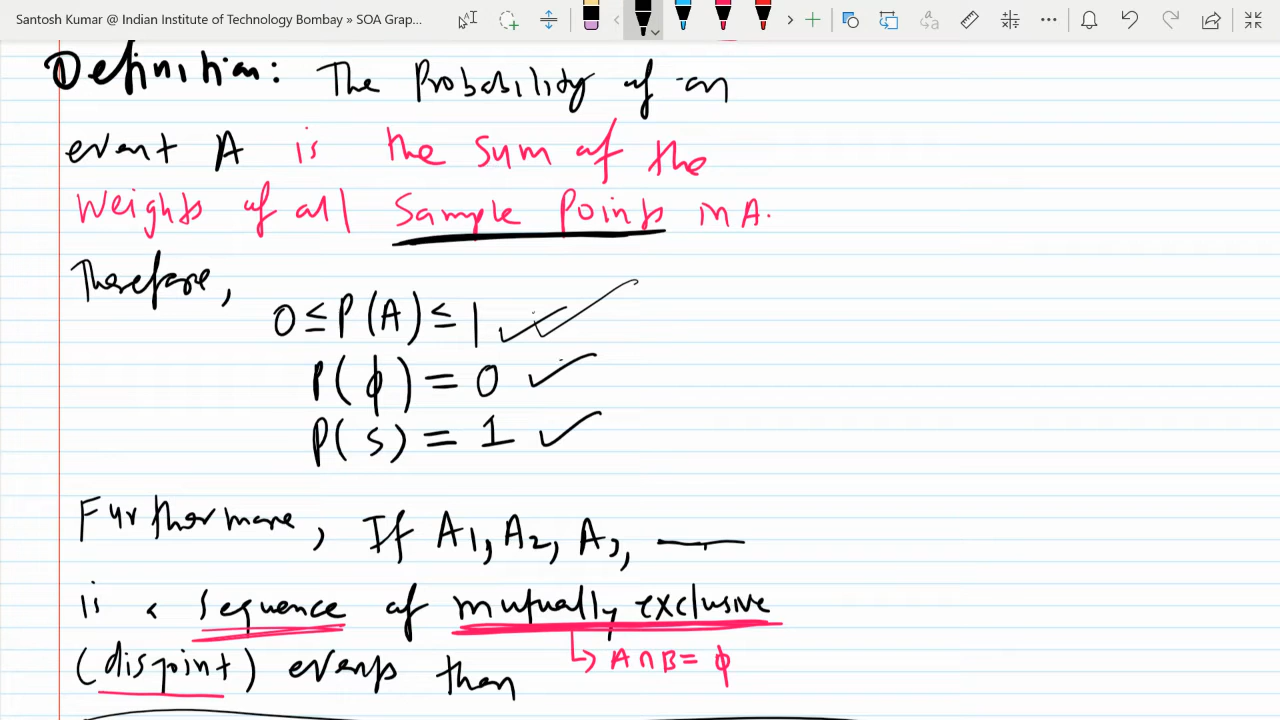 Santosh Kumar @ Indian Institute of Technology Bombay » SOA Grap...
Definition: The Probability of an
event A is the sum of the
Weights of all Sample Points in A.
Therefore,
0 ≤ P(A) ≤ 1
P(ϕ) = 0
P(S) = 1
Furthermore, If A1, A2, A3, —
is a sequence of mutually exclusive
↳ A ∩ B = ϕ
(disjoint) events then